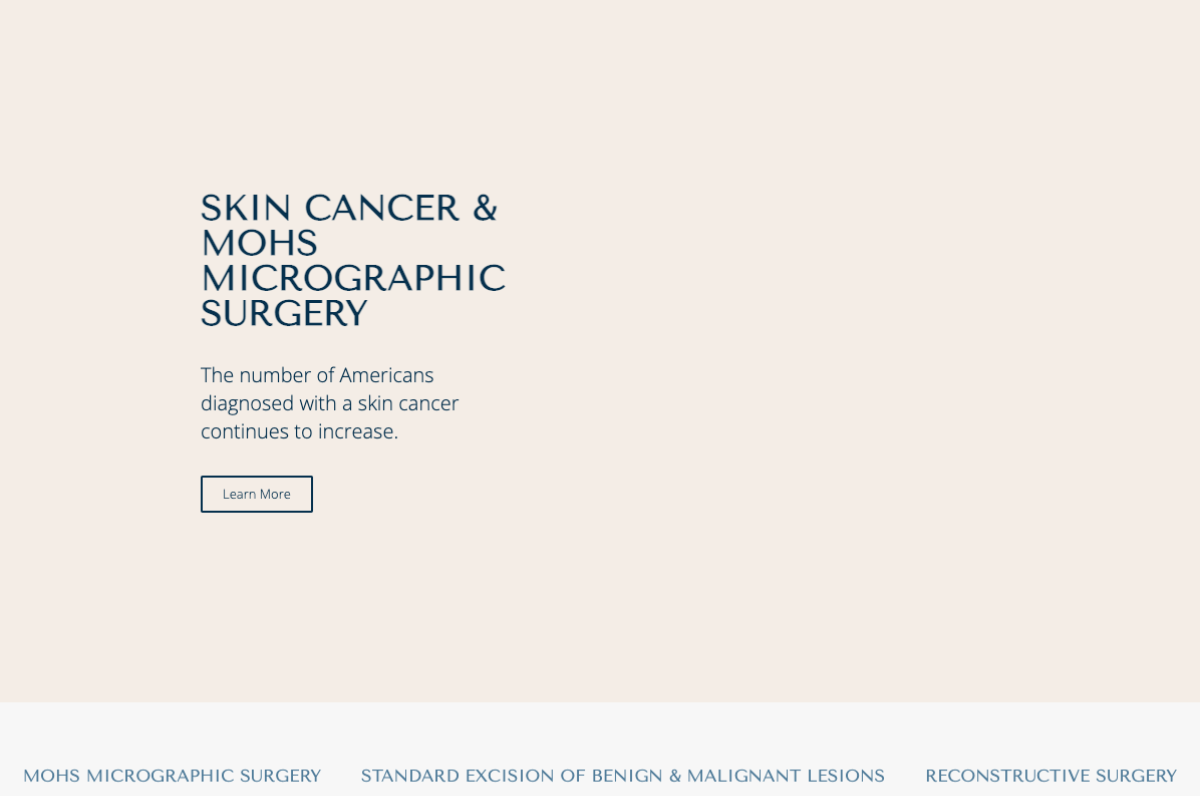 SKIN CANCER &
MOHS
MICROGRAPHIC
SURGERY
The number of Americans
diagnosed with a skin cancer
continues to increase.
Learn More
MOHS MICROGRAPHIC SURGERY
STANDARD EXCISION OF BENIGN & MALIGNANT LESIONS
RECONSTRUCTIVE SURGERY